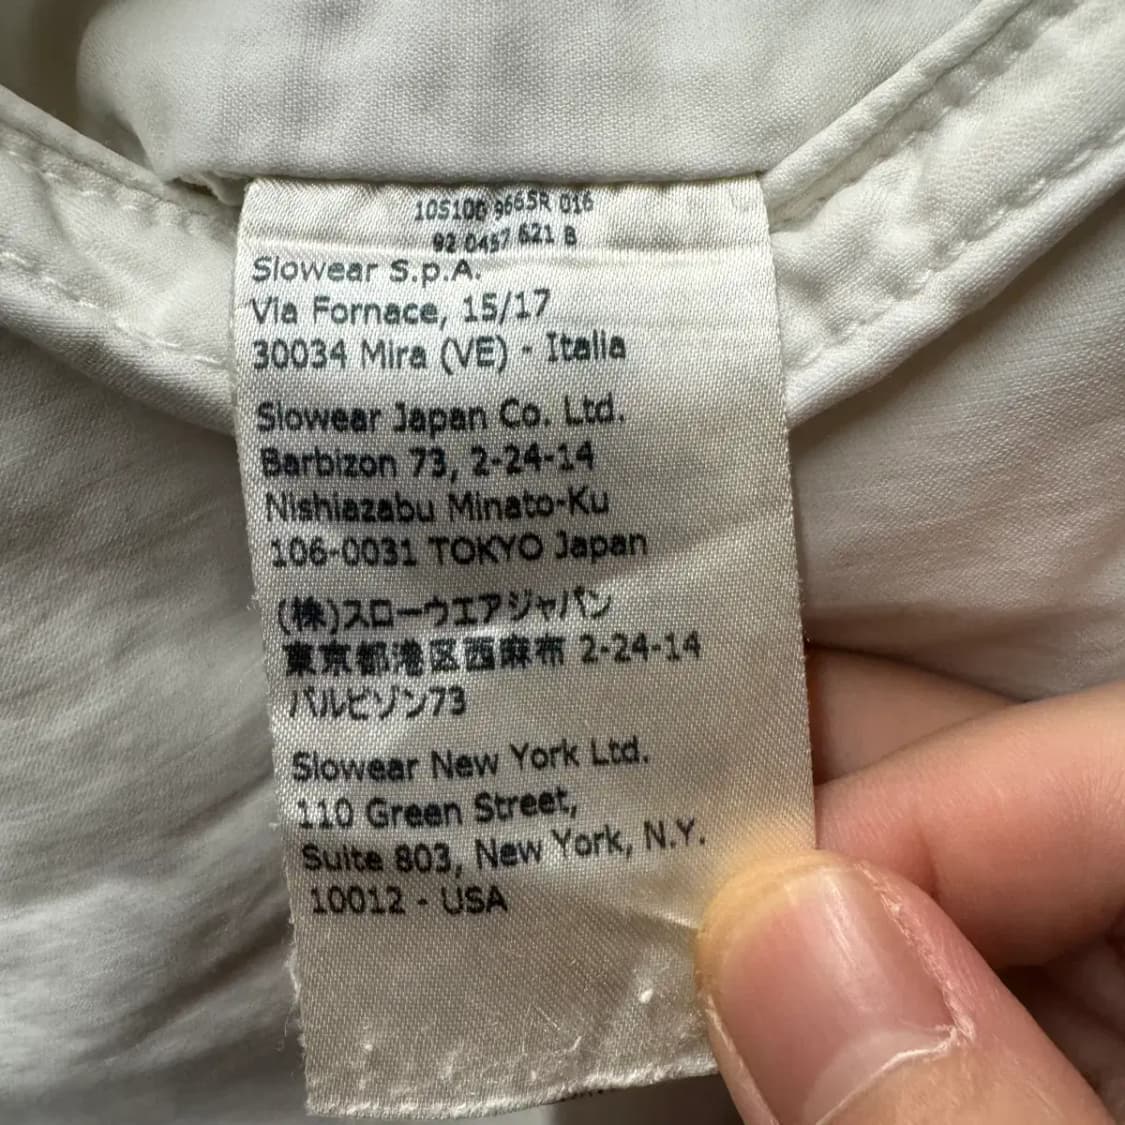 10S100 9665R 016
92 0457 621 8
Slowear S.p.A.
Via Fornace, 15/17
30034 Mira (VE) - Italia
Slowear Japan Co. Ltd.
Barbizon 73, 2-24-14
Nishiazabu Minato-Ku
106-0031 TOKYO Japan
(株)スローウエアジャパン
東京都港区西麻布 2-24-14
バルビゾン73
Slowear New York Ltd.
110 Green Street,
Suite 803, New York, N.Y.
10012 - USA